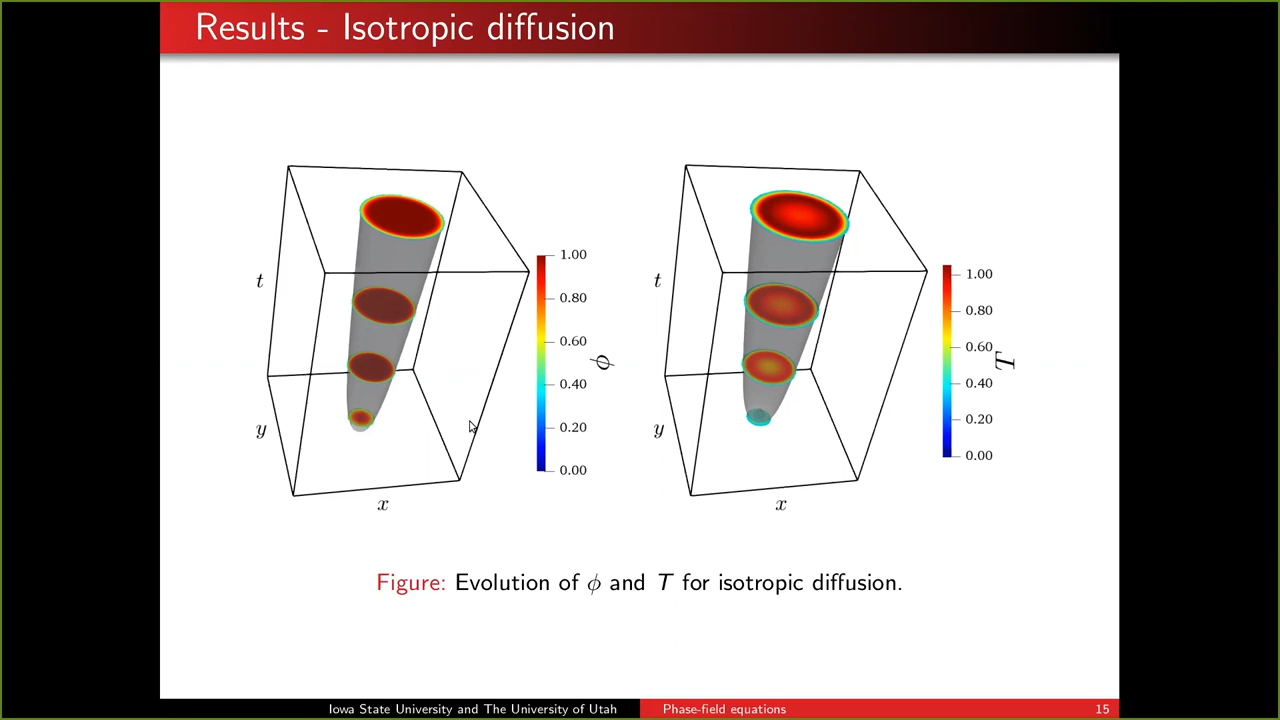 Results - Isotropic diffusion
t
y
x
1.00
0.80
0.60
0.40
0.20
0.00
ϕ
t
y
x
1.00
0.80
0.60
0.40
0.20
0.00
T
Figure: Evolution of ϕ and T for isotropic diffusion.
Iowa State University and The University of Utah
Phase-field equations
15